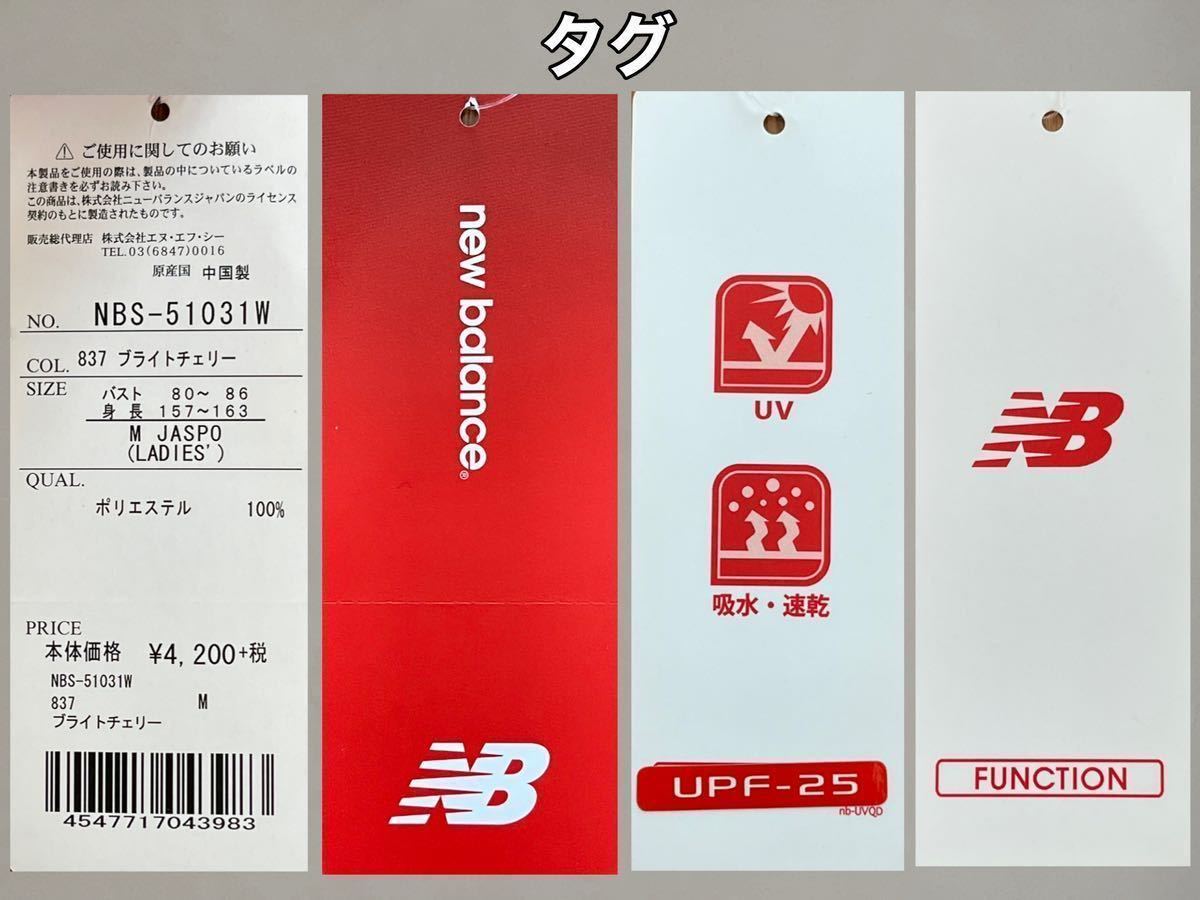 タグ
⚠ ご使用に関してのお願い
本製品をご使用の際は、製品の中についているラベルの
注意書きを必ずお読み下さい。
この商品は、株式会社ニューバランスジャパンのライセンス
契約のもとに製造されたものです。
販売総代理店 株式会社エヌ・エフ・シー
TEL.03(6847)0016
原産国 中国製
NO. NBS-51031W
COL. 837 ブライトチェリー
SIZE バスト 80〜 86
身 長 157〜163
M JASPO
(LADIES')
QUAL.
ポリエステル 100%
PRICE
本体価格 ¥4,200+税
NBS-51031W
837 M
ブライトチェリー
4547717043983
new balance®
NB
UV
吸水・速乾
UPF-25
nb-UVQD
NB
FUNCTION